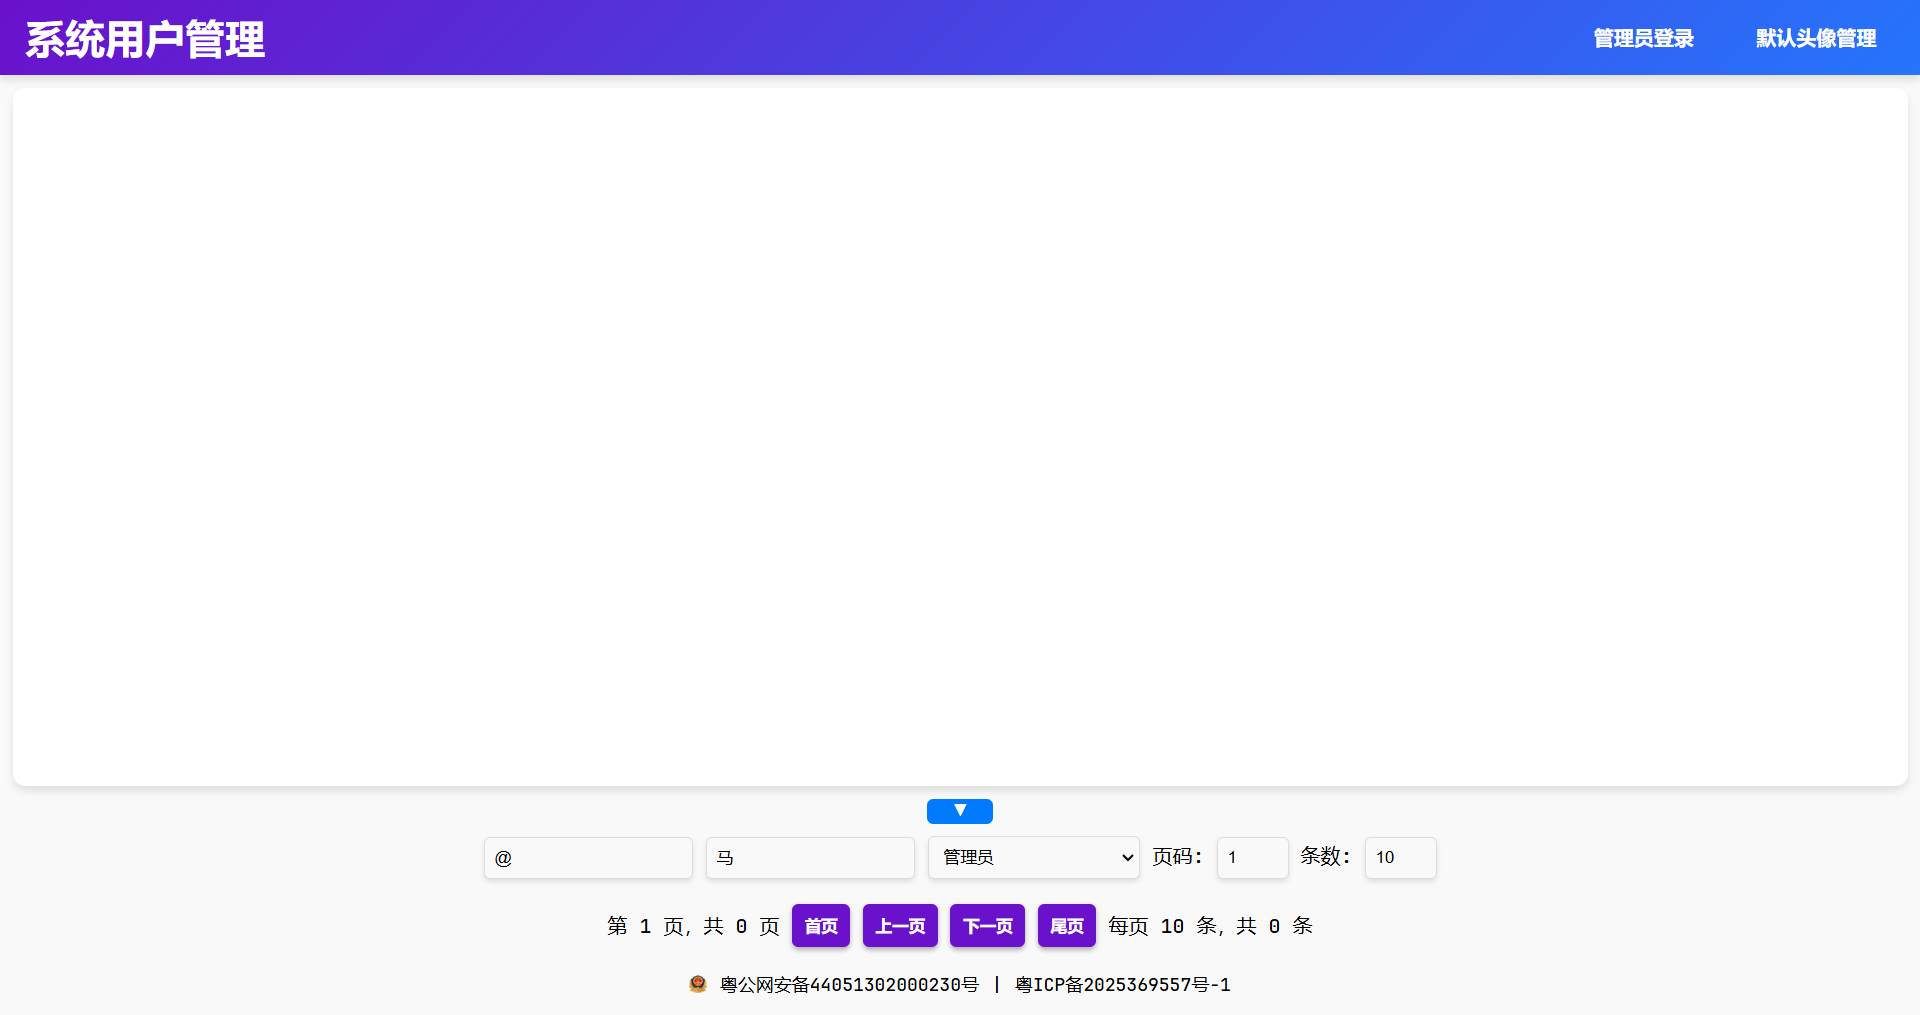 系统用户管理 管理员登录 默认头像管理
▼
@ 马 管理员 页码: 1 条数: 10
第 1 页, 共 0 页 首页 上一页 下一页 尾页 每页 10 条, 共 0 条
粤公网安备44051302000230号 | 粤ICP备2025369557号-1